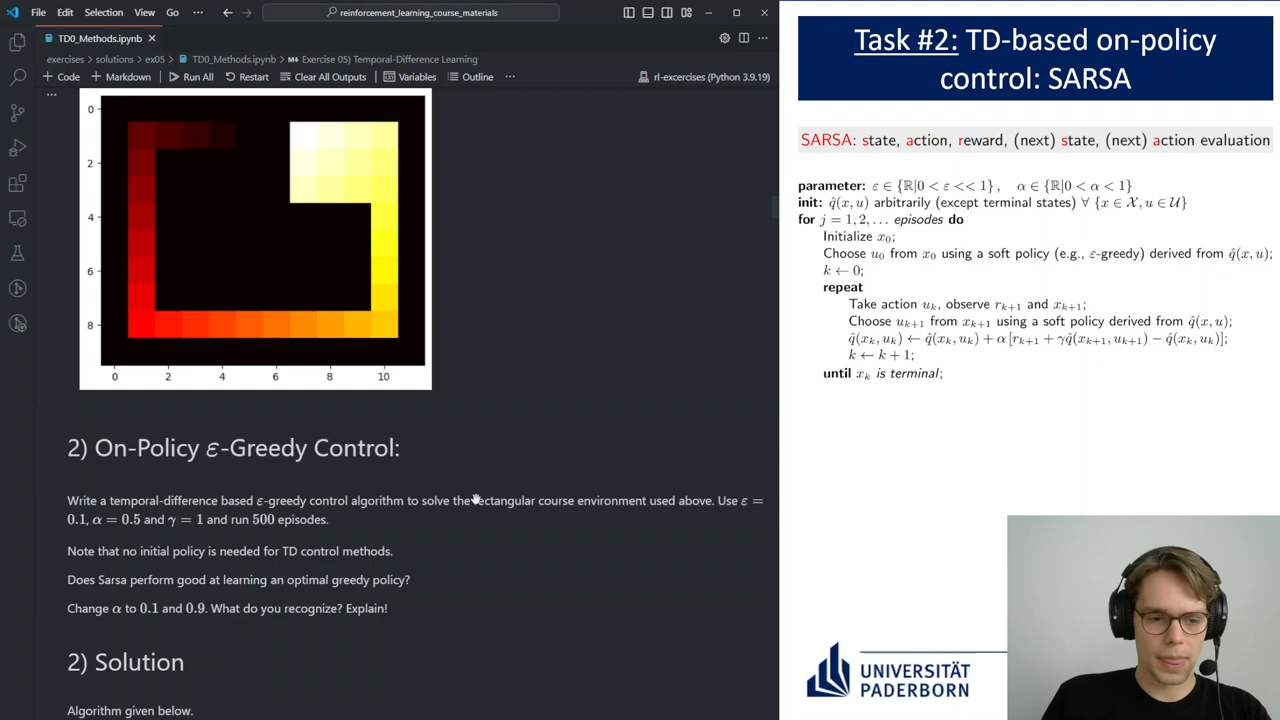 File Edit Selection View Go ··· reinforcement_learning_course_materials
TD0_Methods.ipynb
exercises > solutions > ex05 > TD0_Methods.ipynb > Exercise 05) Temporal-Difference Learning
+ Code + Markdown Run All Restart Clear All Outputs Variables Outline ··· rl-excercises (Python 3.9.19)
···
0
2
4
6
8
0 2 4 6 8 10
2) On-Policy ε-Greedy Control:
Write a temporal-difference based ε-greedy control algorithm to solve the rectangular course environment used above. Use ε =
0.1, α = 0.5 and γ = 1 and run 500 episodes.
Note that no initial policy is needed for TD control methods.
Does Sarsa perform good at learning an optimal greedy policy?
Change α to 0.1 and 0.9. What do you recognize? Explain!
2) Solution
Algorithm given below.
Task #2: TD-based on-policy
control: SARSA
SARSA: state, action, reward, (next) state, (next) action evaluation
parameter: ε ∈ {ℝ|0 < ε << 1}, α ∈ {ℝ|0 < α < 1}
init: q̂(x, u) arbitrarily (except terminal states) ∀ {x ∈ 𝒳, u ∈ 𝒰}
for j = 1, 2, ... episodes do
Initialize x₀;
Choose u₀ from x₀ using a soft policy (e.g., ε-greedy) derived from q̂(x, u);
k ← 0;
repeat
Take action uₖ, observe rₖ₊₁ and xₖ₊₁;
Choose uₖ₊₁ from xₖ₊₁ using a soft policy derived from q̂(x, u);
q̂(xₖ, uₖ) ← q̂(xₖ, uₖ) + α [rₖ₊₁ + γq̂(xₖ₊₁, uₖ₊₁) − q̂(xₖ, uₖ)];
k ← k + 1;
until xₖ is terminal;
UNIVERSITÄT
PADERBORN